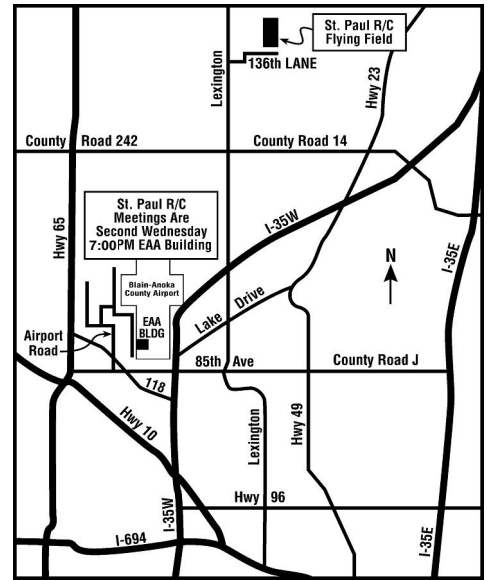 St. Paul R/C
Flying Field
136th LANE
Lexington
Hwy 23
County Road 242
County Road 14
St. Paul R/C
Meetings Are
Second Wednesday
7:00PM EAA Building
Hwy 65
I-35W
I-35E
N
Blain-Anoka
County Airport
Lake Drive
EAA
BLDG
Airport
Road
85th Ave
County Road J
118
Hwy 10
Lexington
Hwy 49
I-35W
Hwy 96
I-694
I-35E